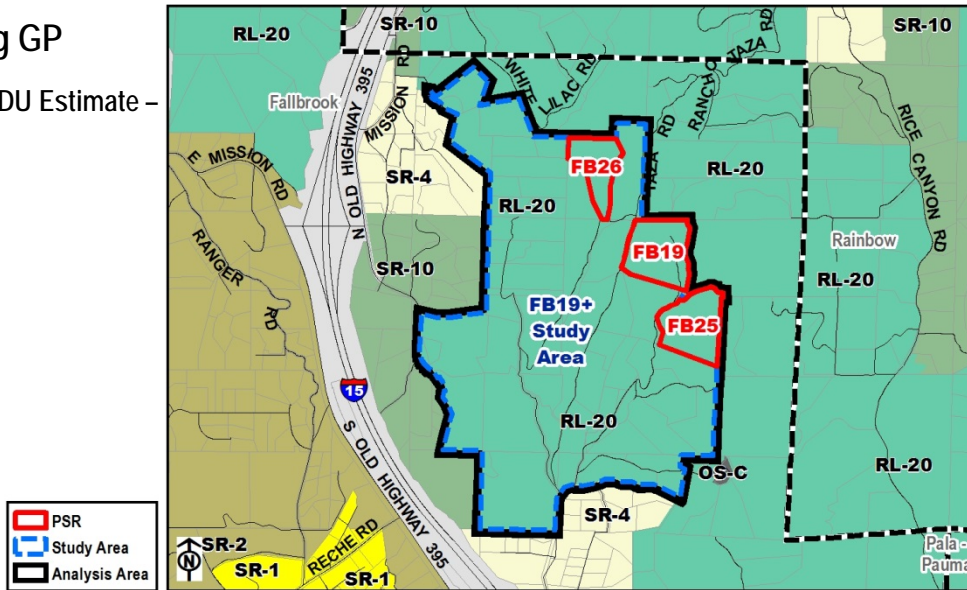 g GP
DU Estimate –
SR-10
SR-10
RL-20
OLD HIGHWAY 395
MISSION RD
WHITE LILAC RD
RANCHO TAZA RD
Fallbrook
RICE CANYON RD
E MISSION RD
SR-4
FB26
TAZA RD
RL-20
RL-20
RANGER RD
N OLD
SR-10
FB19
Rainbow
RL-20
FB19+
Study
Area
FB25
15
S OLD HIGHWAY 395
RL-20
OS-C
RL-20
SR-4
PSR
Study Area
Analysis Area
N
SR-2
SR-1
RECHE RD
SR-1
Pala -
Pauma